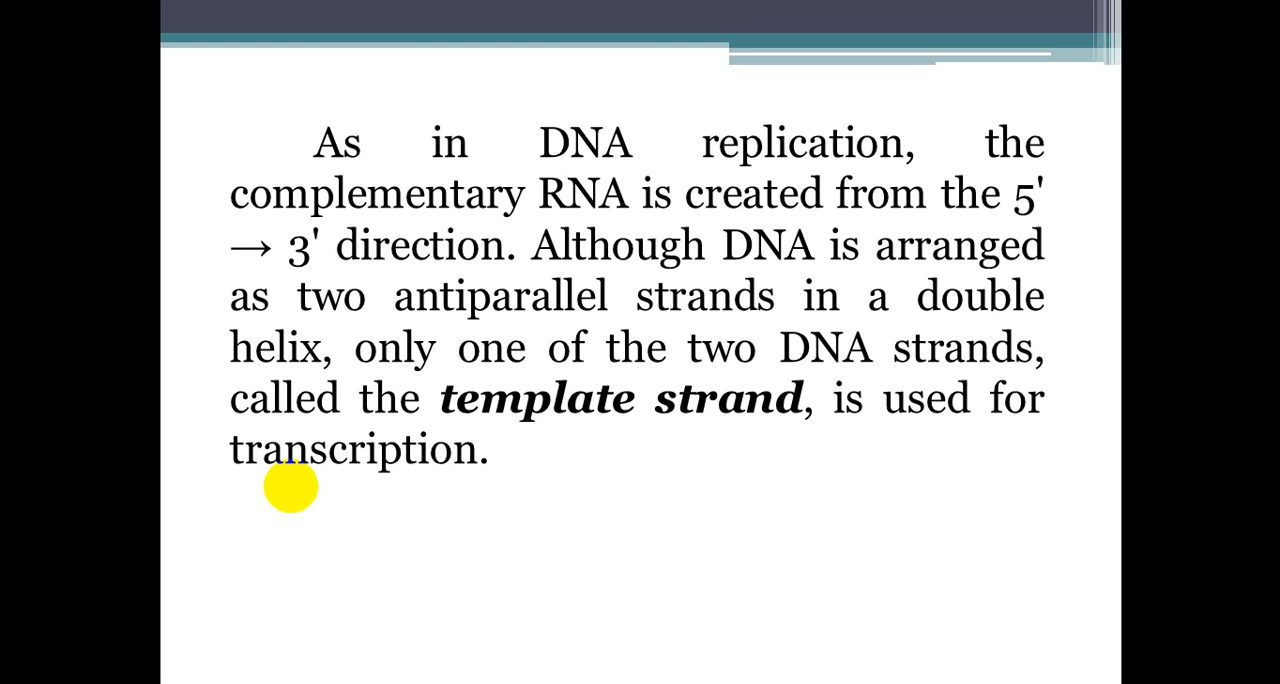 As in DNA replication, the
complementary RNA is created from the 5'
→ 3' direction. Although DNA is arranged
as two antiparallel strands in a double
helix, only one of the two DNA strands,
called the template strand, is used for
transcription.